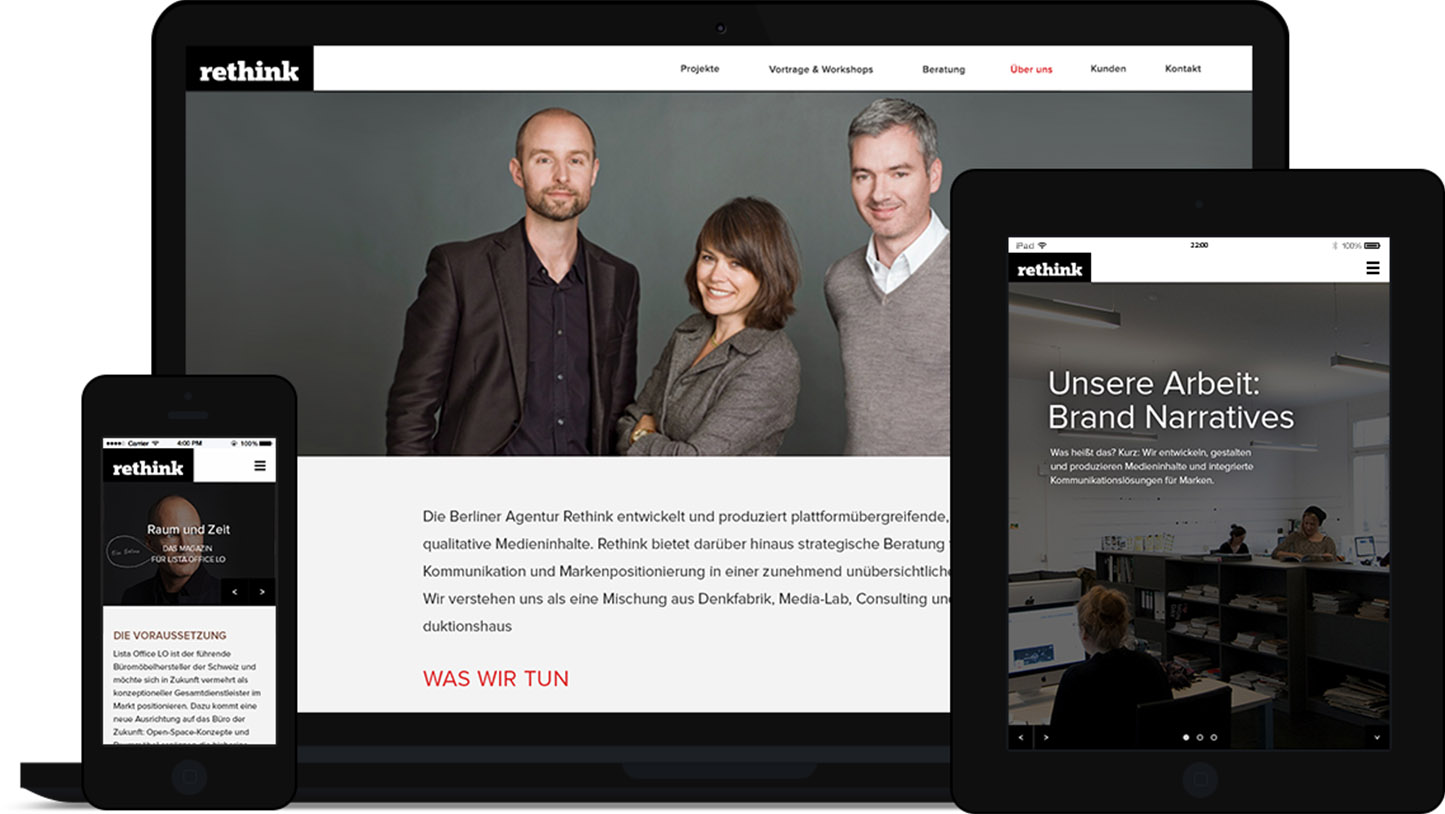 rethink
Projekte
Vortrage & Workshops
Beratung
Über uns
Kunden
Kontakt
Die Berliner Agentur Rethink entwickelt und produziert plattformübergreifende,
qualitative Medieninhalte. Rethink bietet darüber hinaus strategische Beratung
Kommunikation und Markenpositionierung in einer zunehmend unübersichtliche
Wir verstehen uns als eine Mischung aus Denkfabrik, Media-Lab, Consulting un
duktionshaus
WAS WIR TUN
Carrier 4:00 PM 100%
rethink
Raum und Zeit
DAS MAGAZIN
FÜR LISTA OFFICE LO
< >
DIE VORAUSSETZUNG
Lista Office LO ist der führende
Büromöbelhersteller der Schweiz und
möchte sich in Zukunft vermehrt als
konzeptioneller Gesamtdienstleister im
Markt positionieren. Dazu kommt eine
neue Ausrichtung auf das Büro der
Zukunft: Open-Space-Konzepte und
iPad 22:00 100%
rethink
Unsere Arbeit:
Brand Narratives
Was heißt das? Kurz: Wir entwickeln, gestalten
und produzieren Medieninhalte und integrierte
Kommunikationslösungen für Marken.
< >